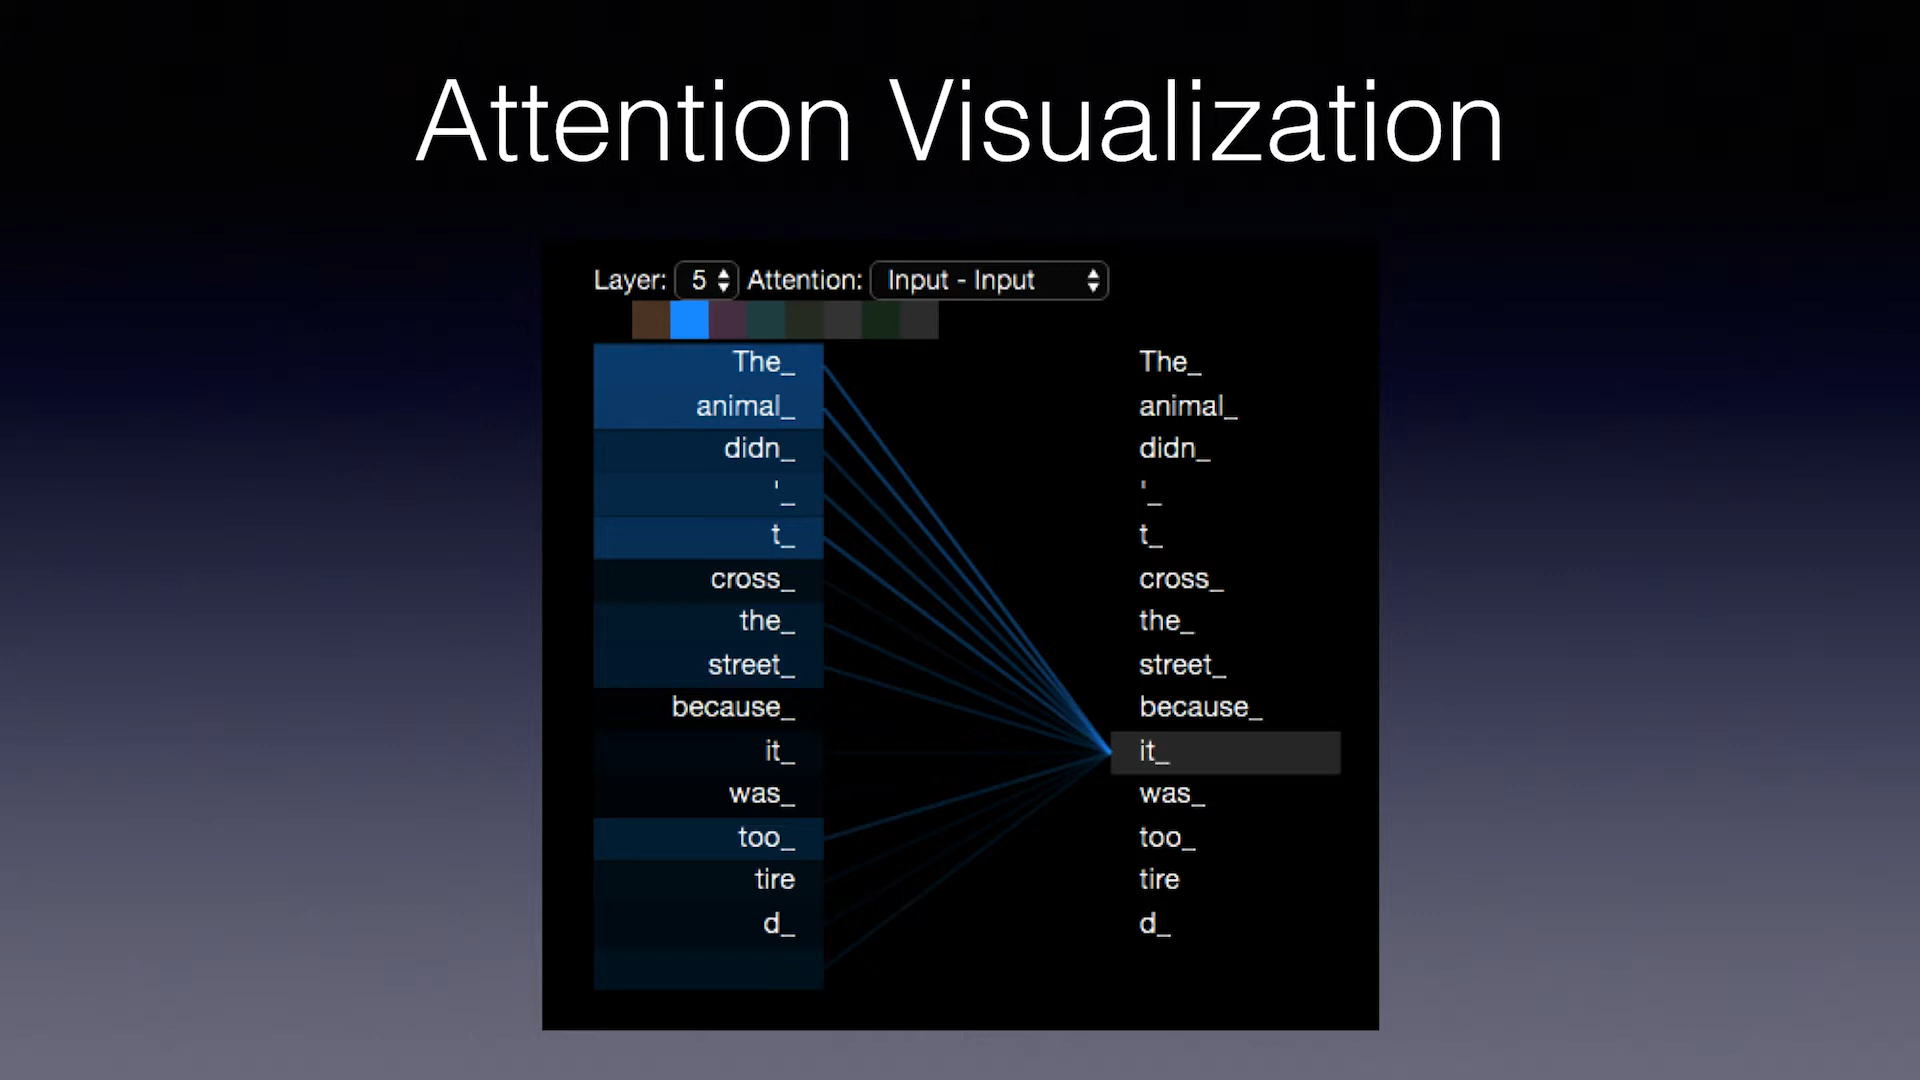 Attention Visualization
Layer: 5 Attention: Input - Input
The_ The_
animal_ animal_
didn_ didn_
'_ '_
t_ t_
cross_ cross_
the_ the_
street_ street_
because_ because_
it_ it_
was_ was_
too_ too_
tire tire
d_ d_